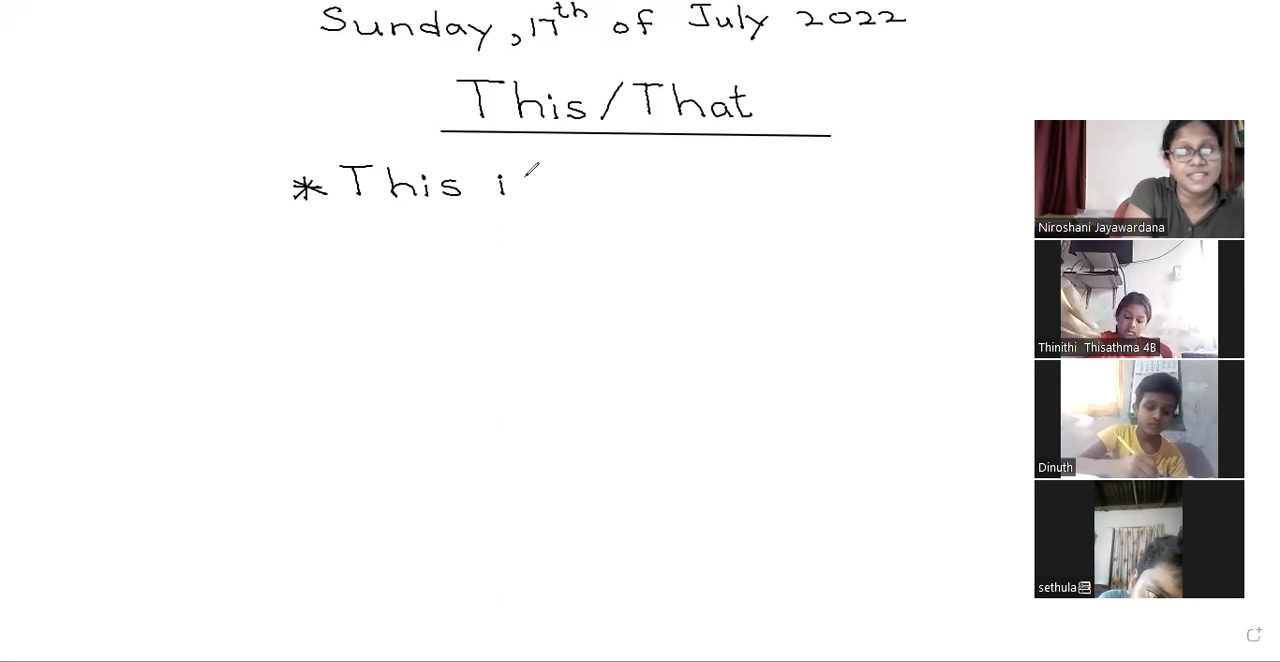 Sunday, 17th of July 2022
This/That
* This i
Niroshani Jayawardana
Thinithi Thisathma 4B
Dinuth
sethula